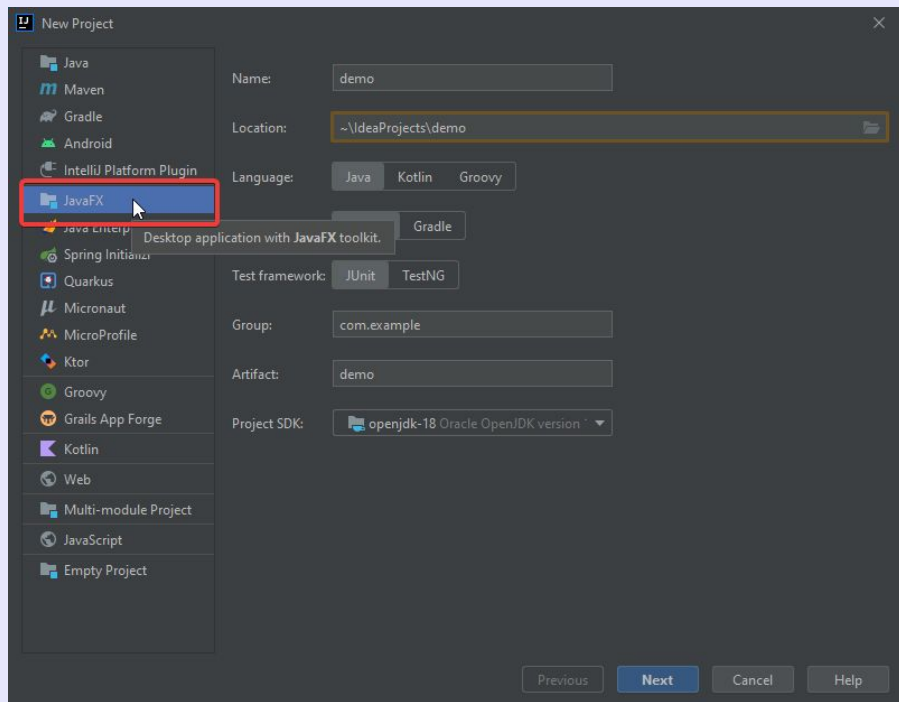 New Project
Java
Maven
Gradle
Android
IntelliJ Platform Plugin
JavaFX
Java Enterp
Spring Initializ
Quarkus
Micronaut
MicroProfile
Ktor
Groovy
Grails App Forge
Kotlin
Web
Multi-module Project
JavaScript
Empty Project
Name: demo
Location: ~\IdeaProjects\demo
Language: Java Kotlin Groovy
Gradle
Desktop application with JavaFX toolkit.
Test framework: JUnit TestNG
Group: com.example
Artifact: demo
Project SDK: openjdk-18 Oracle OpenJDK version
Previous Next Cancel Help